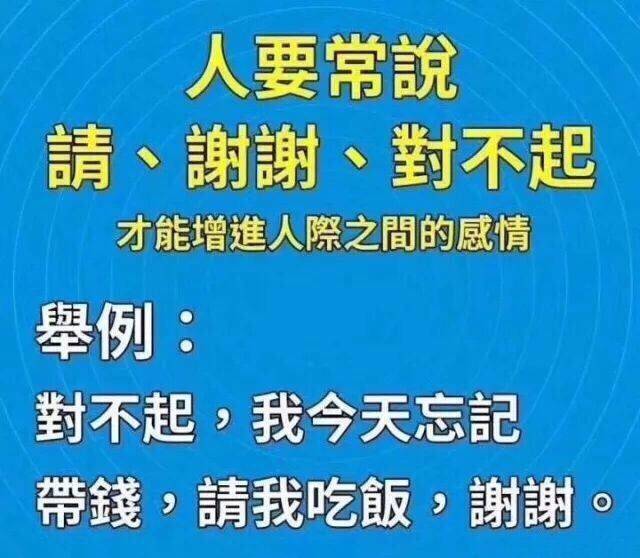 人要常說
請、謝謝、對不起
才能增進人際之間的感情
舉例：
對不起，我今天忘記
帶錢，請我吃飯，謝謝。